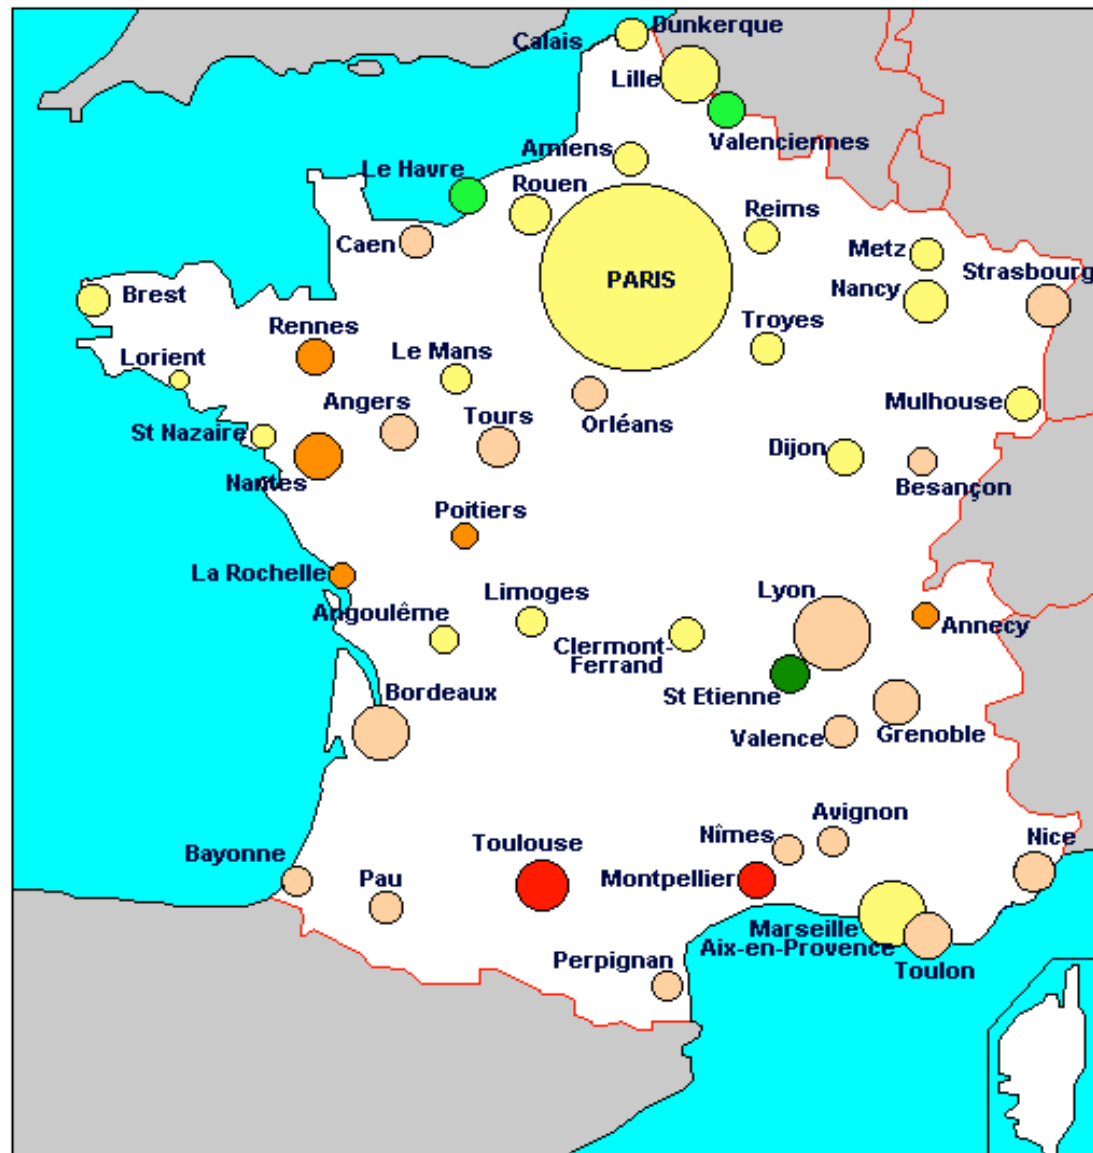 Dunkerque
Calais
Lille
Valenciennes
Amiens
Le Havre
Rouen
Reims
Caen
Metz
Strasbourg
PARIS
Nancy
Brest
Troyes
Rennes
Le Mans
Lorient
Angers
Tours
Orléans
Mulhouse
St Nazaire
Dijon
Nantes
Besançon
Poitiers
La Rochelle
Limoges
Lyon
Angoulême
Annecy
Clermont-
Ferrand
St Etienne
Bordeaux
Valence
Grenoble
Avignon
Nîmes
Nice
Toulouse
Bayonne
Pau
Montpellier
Marseille
Aix-en-Provence
Perpignan
Toulon